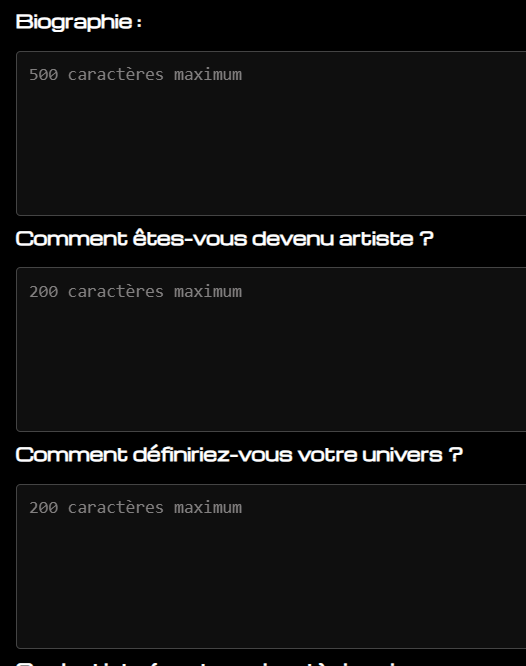 Biographie :
500 caractères maximum
Comment êtes-vous devenu artiste ?
200 caractères maximum
Comment définiriez-vous votre univers ?
200 caractères maximum